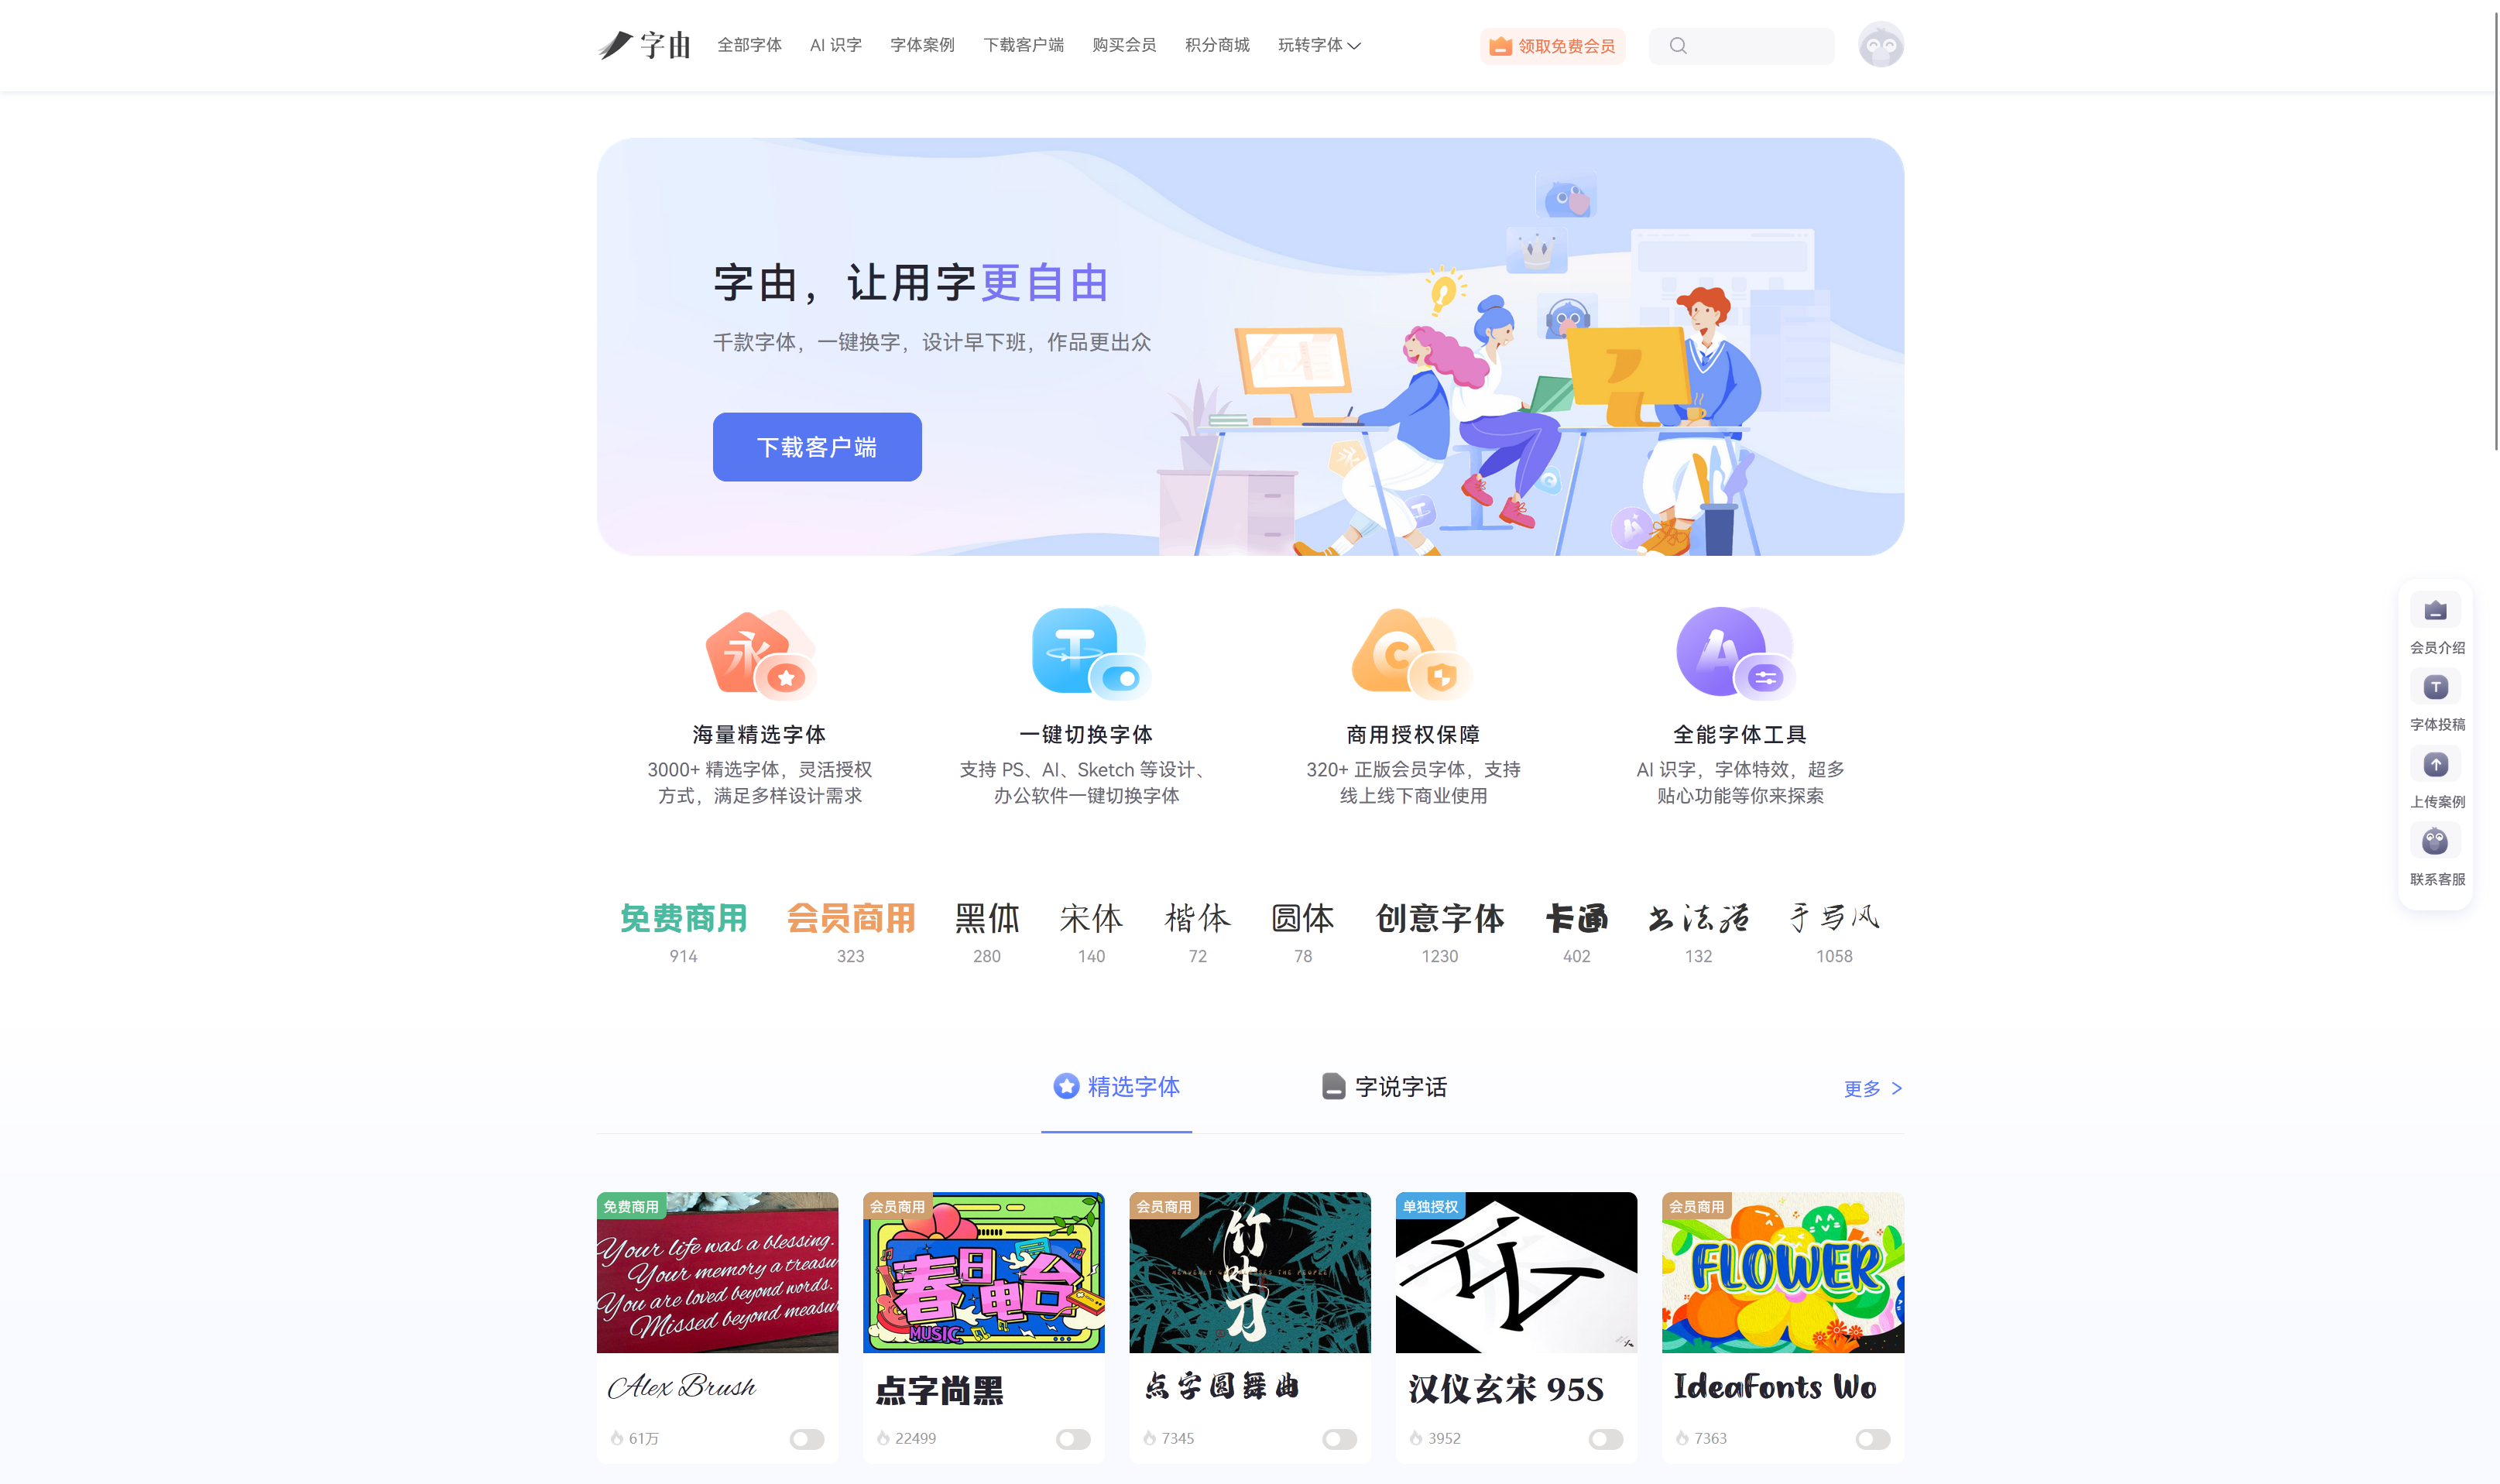 字由
全部字体
AI 识字
字体案例
下载客户端
购买会员
积分商城
玩转字体
领取免费会员
字由，让用字更自由
千款字体，一键换字，设计早下班，作品更出众
下载客户端
海量精选字体
3000+ 精选字体，灵活授权
方式，满足多样设计需求
一键切换字体
支持 PS、AI、Sketch 等设计、
办公软件一键切换字体
商用授权保障
320+ 正版会员字体，支持
线上线下商业使用
全能字体工具
AI 识字，字体特效，超多
贴心功能等你来探索
会员介绍
字体投稿
上传案例
联系客服
免费商用
914
会员商用
323
黑体
280
宋体
140
楷体
72
圆体
78
创意字体
1230
卡通
402
书法体
132
手写风
1058
精选字体
字说字话
更多 >
免费商用
Your life was a blessing.
Your memory a treasu
You are loved beyond words.
Missed beyond measur
Alex Brush
61万
会员商用
春日电台
MUSIC
点字尚黑
22499
会员商用
竹叶刀
点字圆舞曲
7345
单独授权
汉仪玄宋 95S
3952
会员商用
FLOWER
IdeaFonts Wo
7363